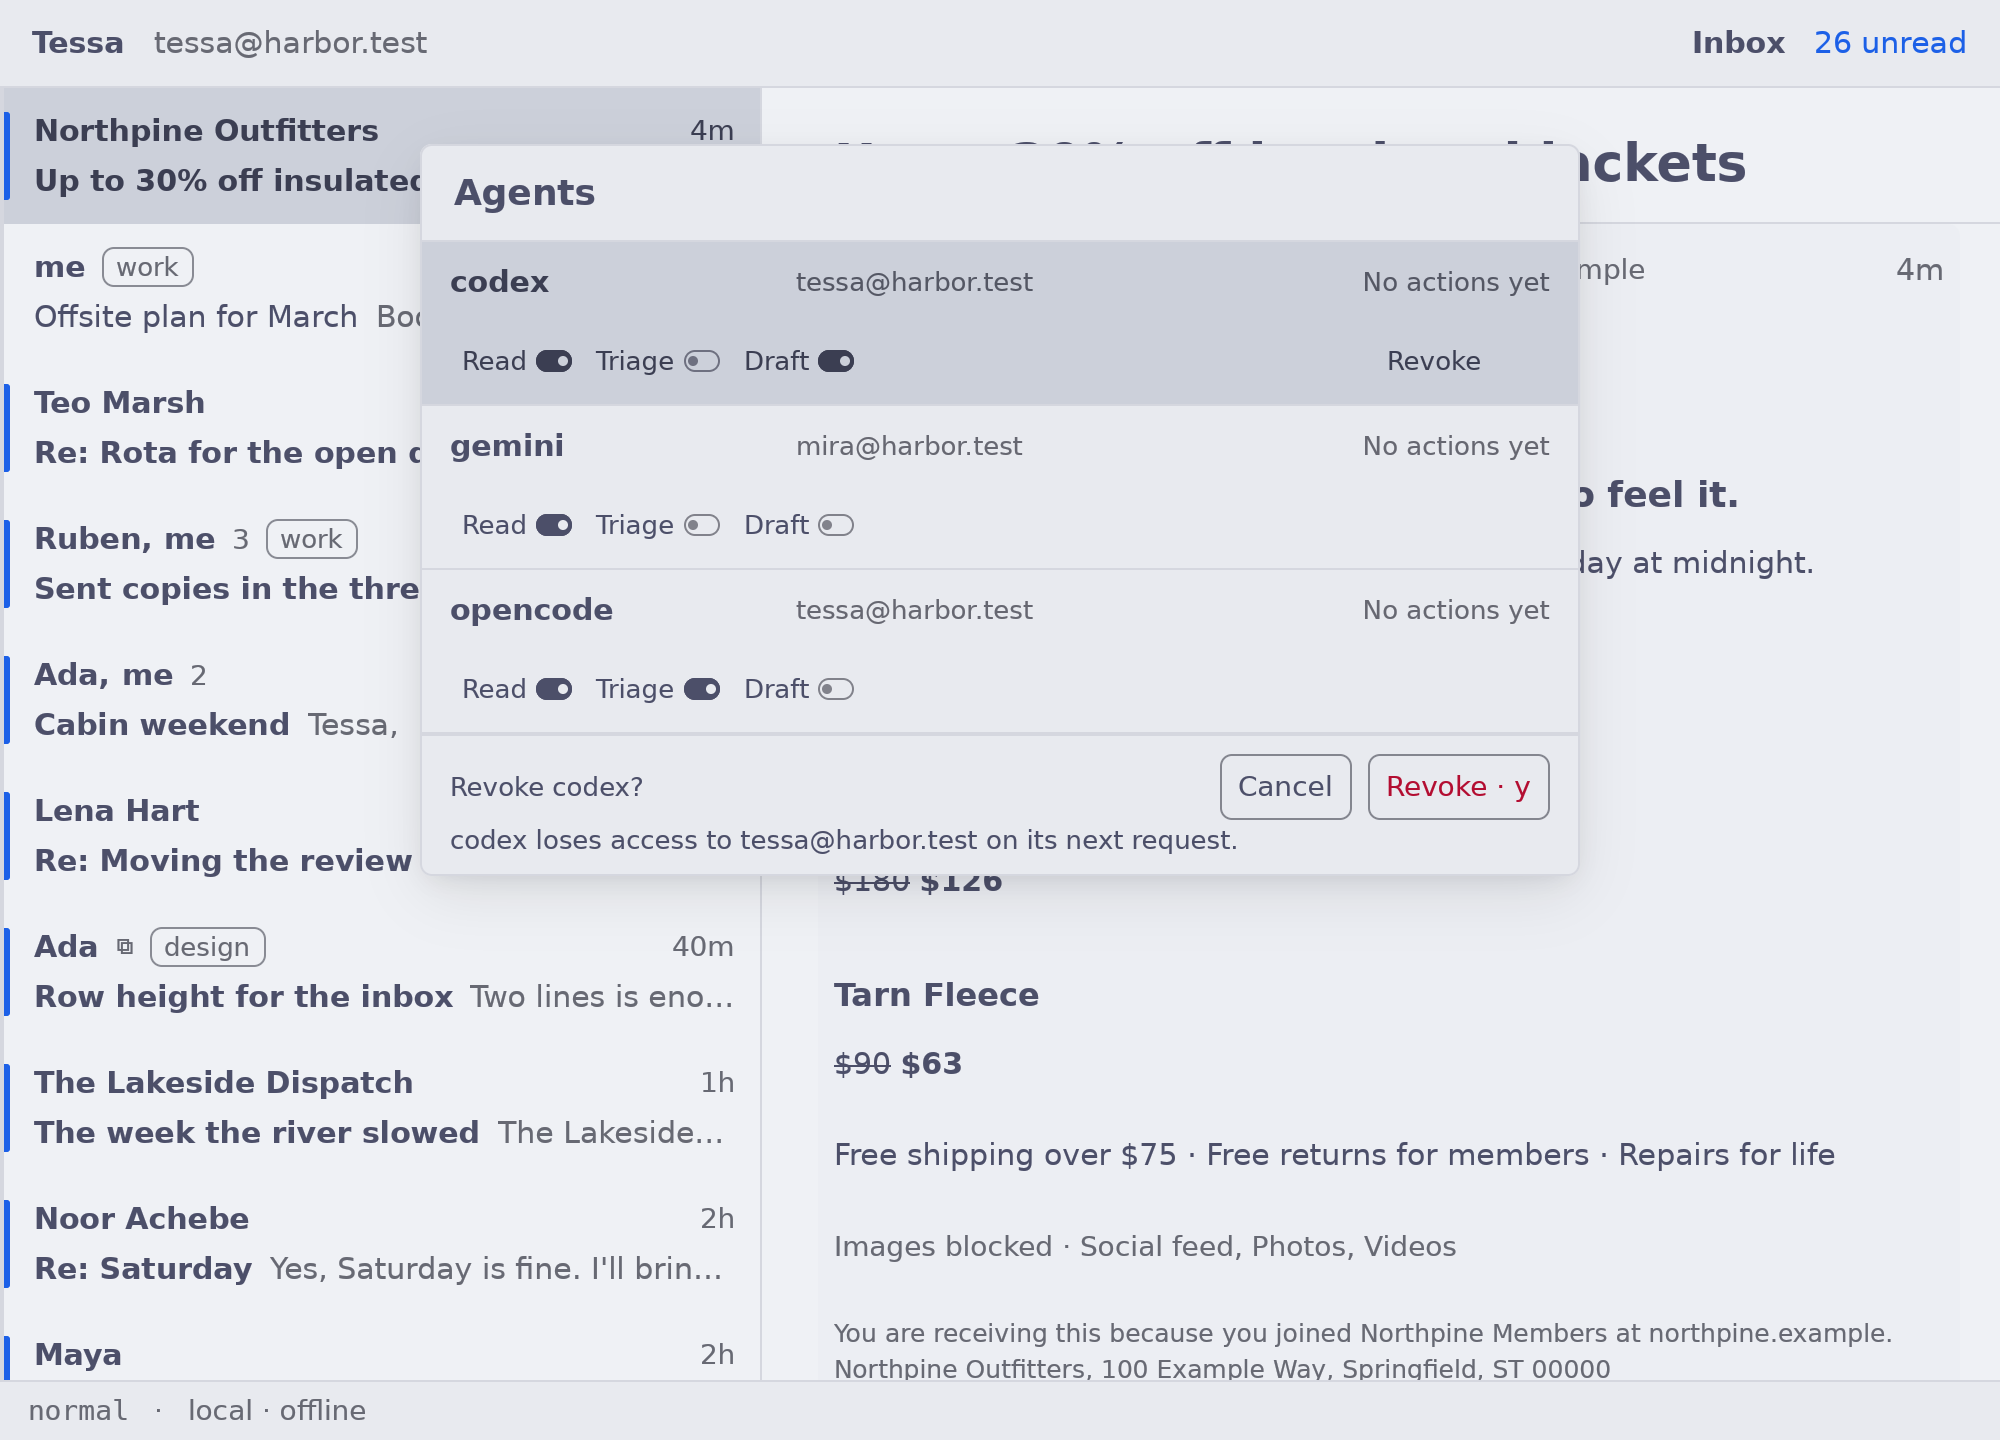 Tessa tessa@harbor.test
Inbox 26 unread
Northpine Outfitters 4m
Up to 30% off insulated
me work
Offsite plan for March
Teo Marsh
Re: Rota for the open
Ruben, me 3 work
Sent copies in the
Ada, me 2
Cabin weekend Tessa,
Lena Hart
Re: Moving the review
Ada design 40m
Row height for the inbox Two lines is eno…
The Lakeside Dispatch 1h
The week the river slowed The Lakeside…
Noor Achebe 2h
Re: Saturday Yes, Saturday is fine. I'll brin…
Maya 2h
Agents
codex tessa@harbor.test No actions yet
Read Triage Draft Revoke
gemini mira@harbor.test No actions yet
Read Triage Draft
opencode tessa@harbor.test No actions yet
Read Triage Draft
Revoke codex?
Cancel Revoke · y
codex loses access to tessa@harbor.test on its next request.
4m
feel it.
at midnight.
$180 $126
Tarn Fleece
$90 $63
Free shipping over $75 · Free returns for members · Repairs for life
Images blocked · Social feed, Photos, Videos
You are receiving this because you joined Northpine Members at northpine.example.
Northpine Outfitters, 100 Example Way, Springfield, ST 00000
normal · local · offline